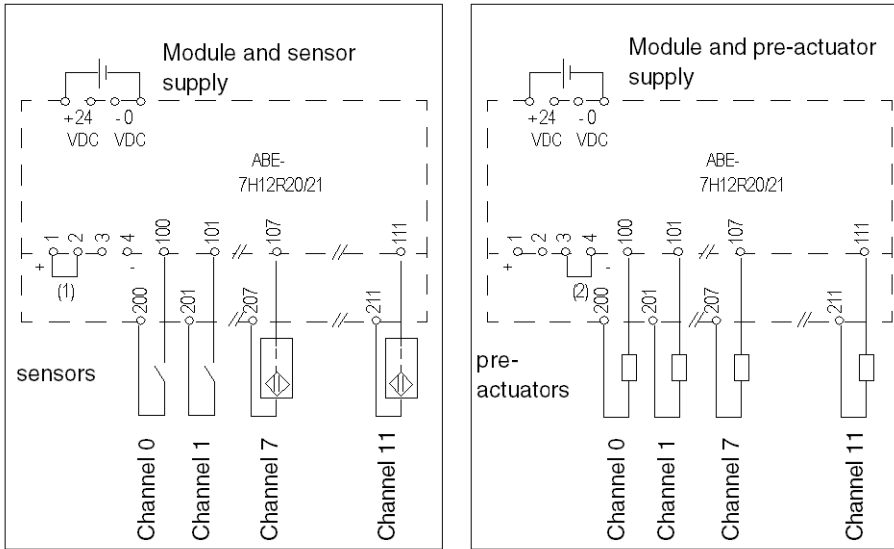 Module and sensor
supply
+24 - 0
VDC VDC
ABE-
7H12R20/21
1 2 3 4 100 101 107 111
+ -
(1)
200 201 207 211
sensors
Channel 0
Channel 1
Channel 7
Channel 11
Module and pre-actuator
supply
+24 - 0
VDC VDC
ABE-
7H12R20/21
1 2 3 4 100 101 107 111
+ -
(2)
200 201 207 211
pre-
actuators
Channel 0
Channel 1
Channel 7
Channel 11